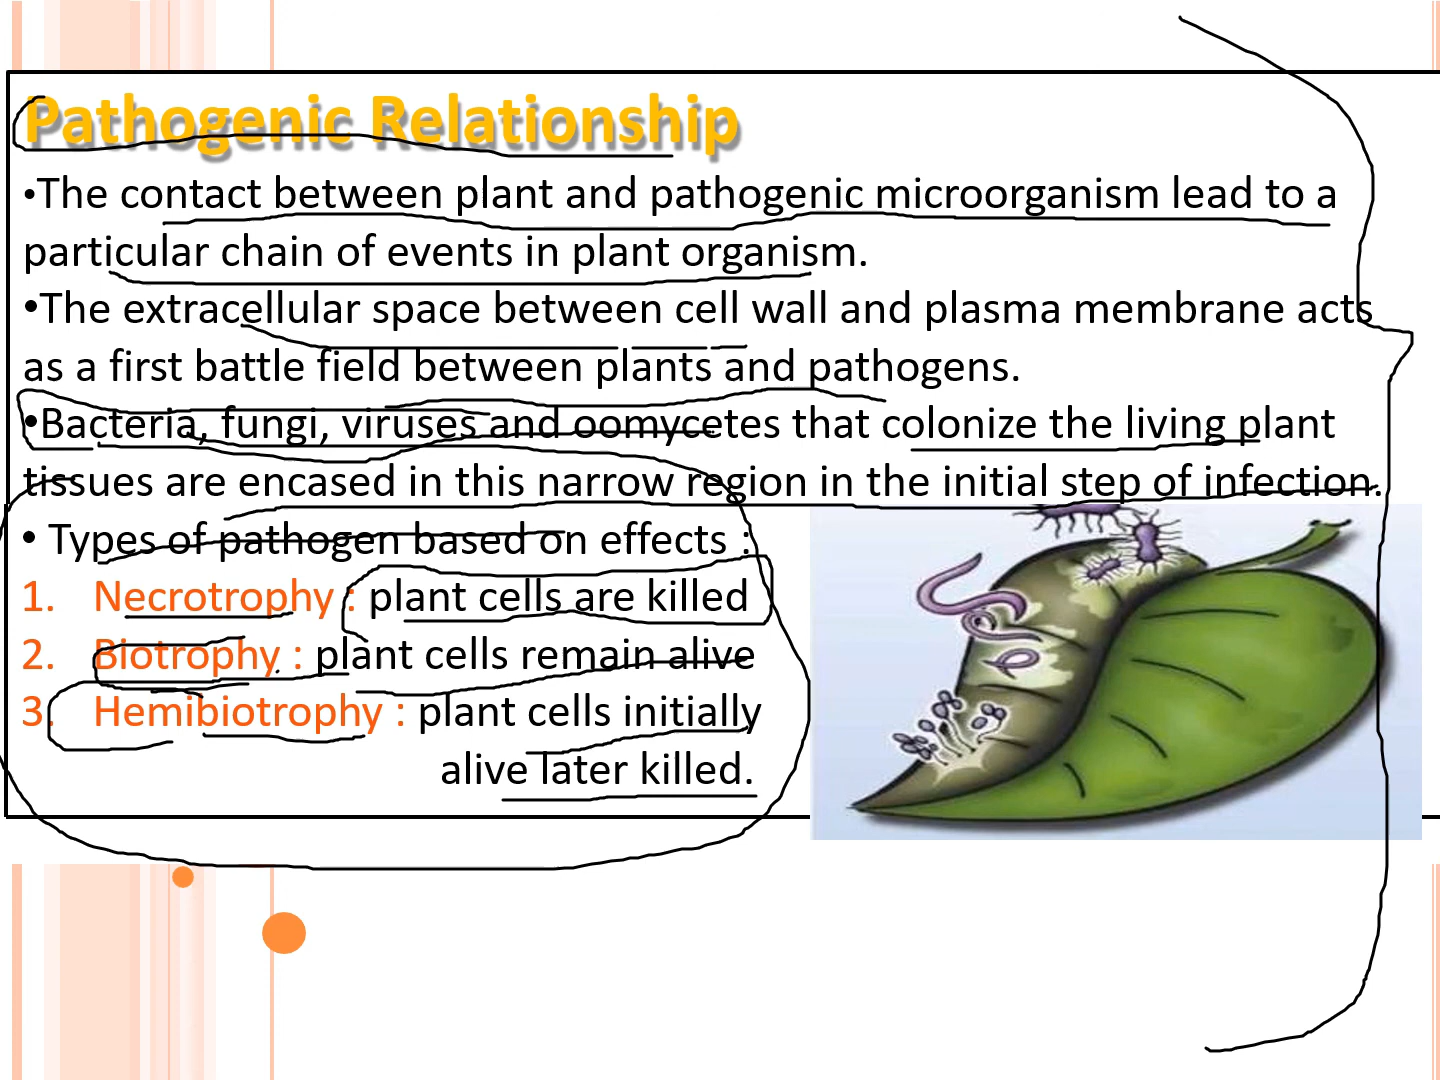 Pathogenic Relationship
•The contact between plant and pathogenic microorganism lead to a
particular chain of events in plant organism.
•The extracellular space between cell wall and plasma membrane acts
as a first battle field between plants and pathogens.
•Bacteria, fungi, viruses and oomycetes that colonize the living plant
tissues are encased in this narrow region in the initial step of infection.
• Types of pathogen based on effects :
1. Necrotrophy : plant cells are killed
2. Biotrophy : plant cells remain alive
3. Hemibiotrophy : plant cells initially
alive later killed.